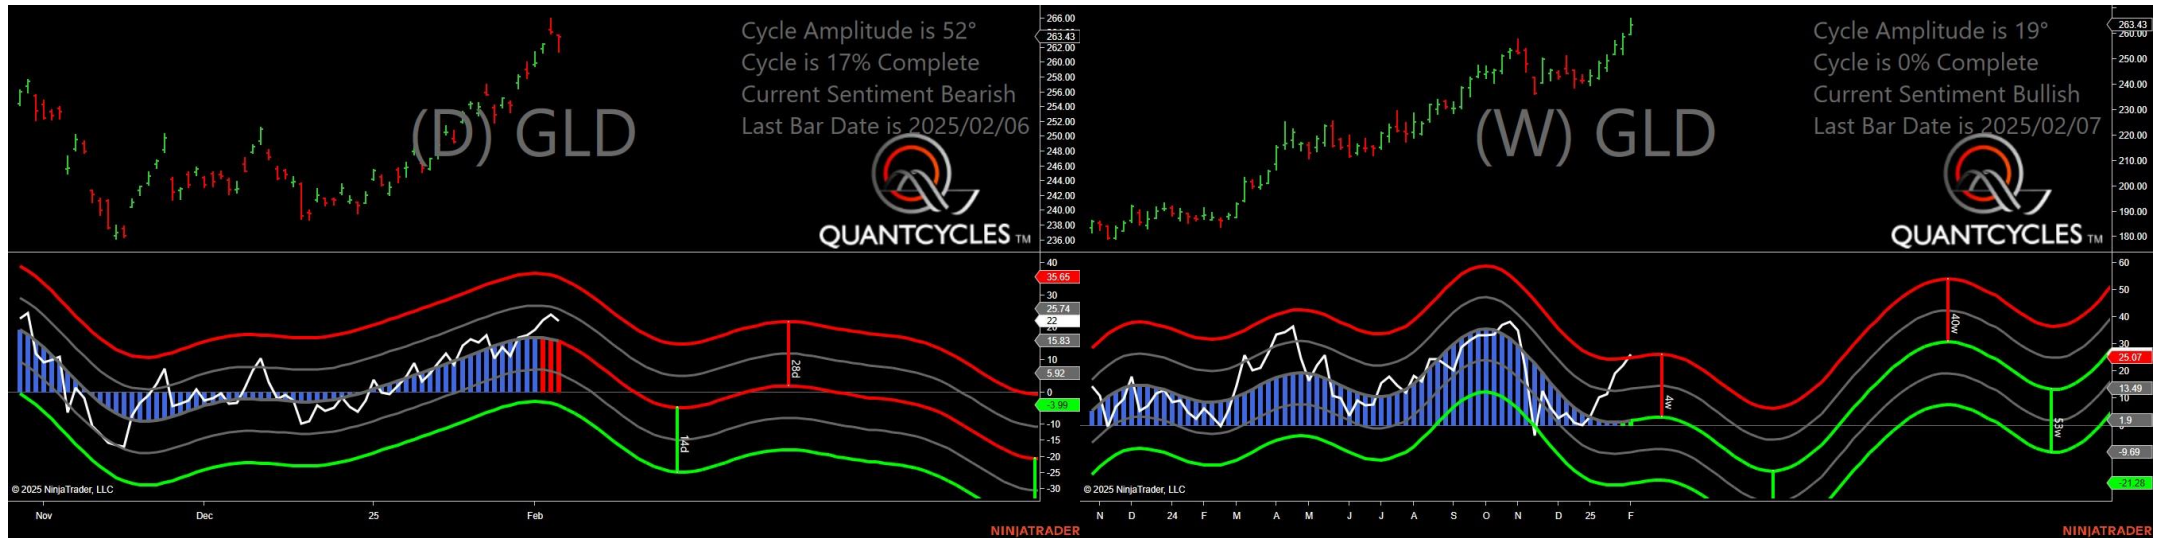 Cycle Amplitude is 52°
Cycle is 17% Complete
Current Sentiment Bearish
Last Bar Date is 2025/02/06
(D) GLD
QUANTCYCLES TM
266.00
263.43
262.00
260.00
258.00
256.00
254.00
252.00
250.00
248.00
246.00
244.00
242.00
240.00
238.00
236.00
40
35.65
30
25.74
22
15.83
10
5.92
0
-3.99
-10
-15
-20
-25
-30
28d
14d
© 2025 NinjaTrader, LLC
Nov Dec 25 Feb
NINJATRADER
Cycle Amplitude is 19°
Cycle is 0% Complete
Current Sentiment Bullish
Last Bar Date is 2025/02/07
(W) GLD
QUANTCYCLES TM
263.43
260.00
250.00
240.00
230.00
220.00
210.00
200.00
190.00
180.00
60
50
40
30
25.07
20
13.49
10
1.9
-9.69
-21.28
40w
4w
53w
© 2025 NinjaTrader, LLC
N D 24 F M A M J J A S O N D 25 F
NINJATRADER